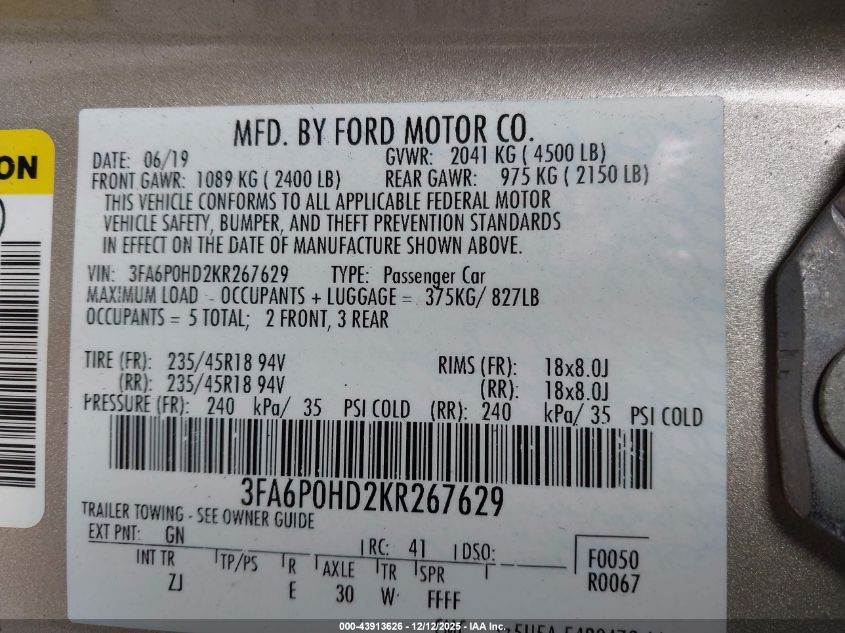 MFD. BY FORD MOTOR CO.
DATE: 06/19 GVWR: 2041 KG ( 4500 LB)
FRONT GAWR: 1089 KG ( 2400 LB) REAR GAWR: 975 KG ( 2150 LB)
THIS VEHICLE CONFORMS TO ALL APPLICABLE FEDERAL MOTOR
VEHICLE SAFETY, BUMPER, AND THEFT PREVENTION STANDARDS
IN EFFECT ON THE DATE OF MANUFACTURE SHOWN ABOVE.
VIN: 3FA6P0HD2KR267629 TYPE: Passenger Car
MAXIMUM LOAD - OCCUPANTS + LUGGAGE = 375KG/ 827LB
OCCUPANTS = 5 TOTAL; 2 FRONT, 3 REAR
TIRE (FR): 235/45R18 94V RIMS (FR): 18x8.0J
(RR): 235/45R18 94V (RR): 18x8.0J
PRESSURE (FR): 240 kPa/ 35 PSI COLD (RR): 240 kPa/ 35 PSI COLD
3FA6P0HD2KR267629
TRAILER TOWING - SEE OWNER GUIDE
EXT PNT: GN RC: 41 DSO: F0050
INT TR TP/PS R AXLE TR SPR R0067
ZJ E 30 W FFFF
ON
000-43913626 - 12/12/2025 - IAA Inc.